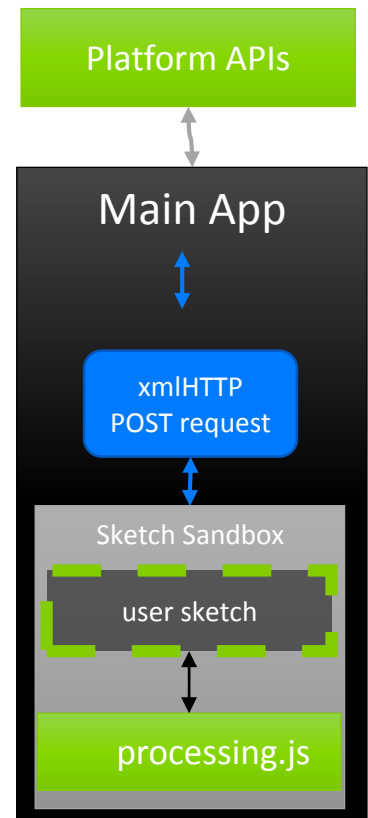 Platform APIs
Main App
xmlHTTP
POST request
Sketch Sandbox
user sketch
processing.js